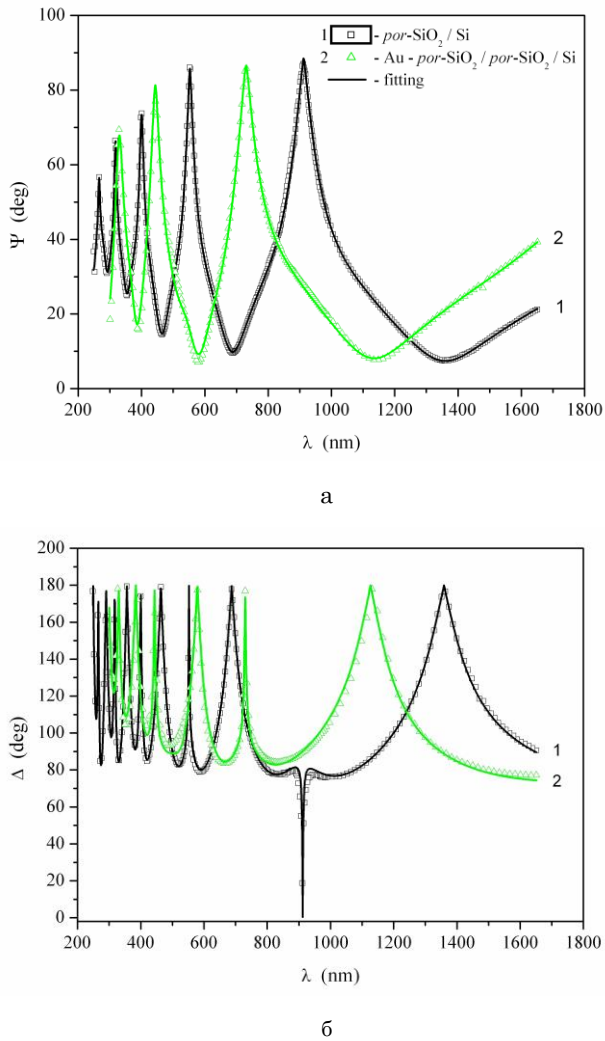 100
80
60
40
20
0
Ψ (deg)
1 - por-SiO₂ / Si
2 - Au - por-SiO₂ / por-SiO₂ / Si
- fitting
2
1
200 400 600 800 1000 1200 1400 1600 1800
λ (nm)
а
200
180
160
140
120
100
80
60
40
20
0
Δ (deg)
1
2
200 400 600 800 1000 1200 1400 1600 1800
λ (nm)
б